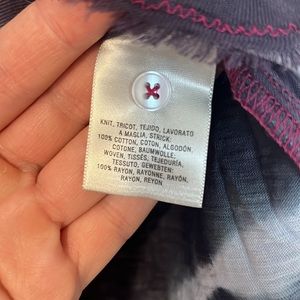 KNIT, TRICOT, TEJIDO, LAVORATO
A MAGLIA, STRICK:
100% COTTON, COTON, ALGODÓN,
COTONE, BAUMWOLLE;
WOVEN, TISSÉS, TEJEDURÍA,
TESSUTO, GEWEBTEN:
100% RAYON, RAYONNE, RAYÓN,
RAYON, REYON